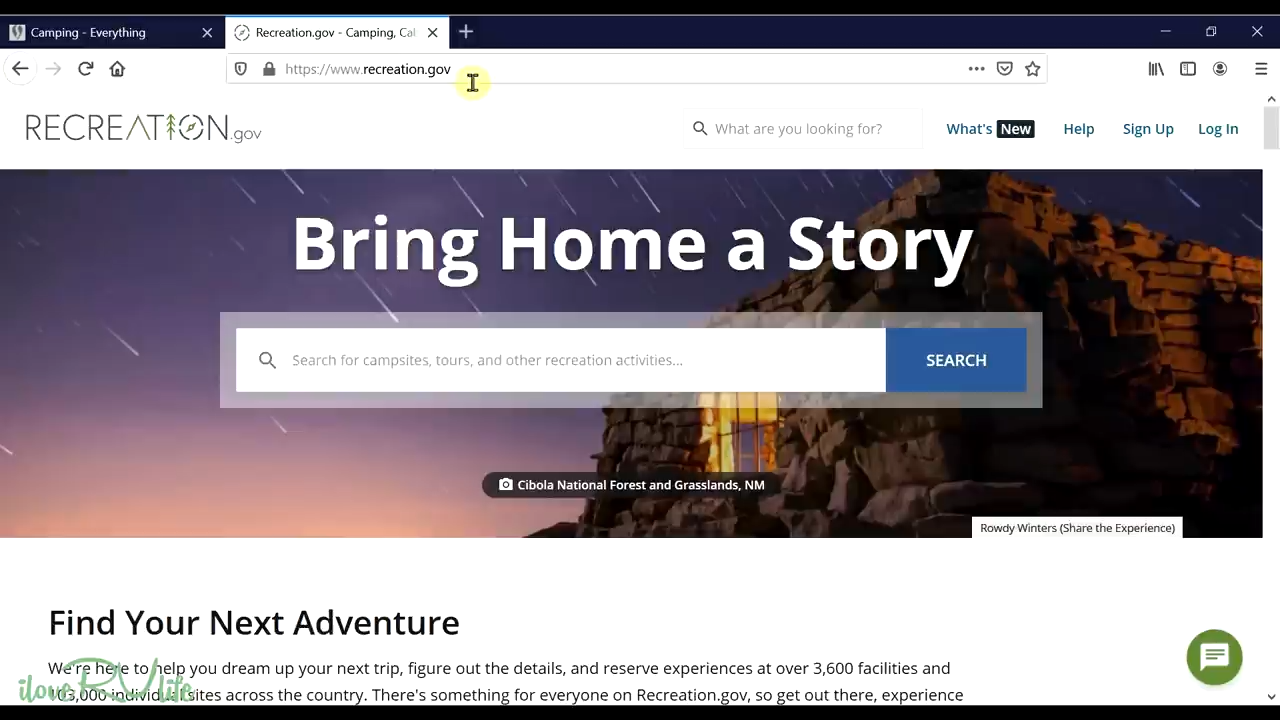 Camping - Everything
Recreation.gov - Camping, Cal
https://www.recreation.gov
RECREATION.gov
What are you looking for?
What's New
Help
Sign Up
Log In
Bring Home a Story
Search for campsites, tours, and other recreation activities...
SEARCH
Cibola National Forest and Grasslands, NM
Rowdy Winters (Share the Experience)
Find Your Next Adventure
We're here to help you dream up your next trip, figure out the details, and reserve experiences at over 3,600 facilities and
103,000 individual sites across the country. There's something for everyone on Recreation.gov, so get out there, experience
iloveRVlife